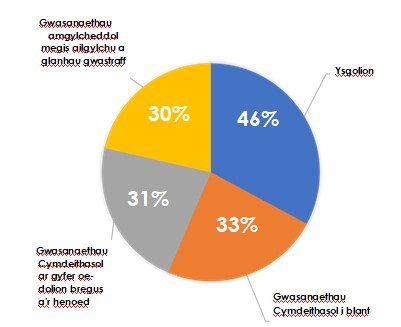 Gwasanaethau
amgylcheddol
megis ailgylchu a
glanhau gwastraff
Ysgolion
30%
46%
31%
33%
Gwasanaethau
Cymdeithasol
ar gyfer oe-
dolion bregus
a'r henoed
Gwasanaethau
Cymdeithasol i blant